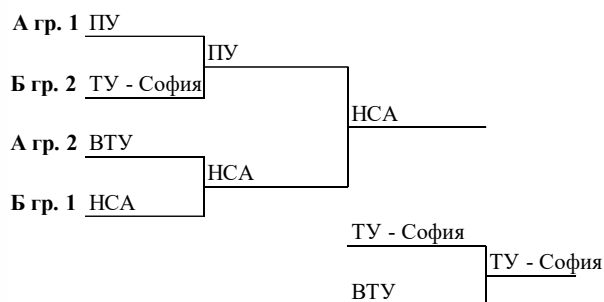 А гр. 1 ПУ
ПУ
Б гр. 2 ТУ - София
НСА
А гр. 2 ВТУ
НСА
Б гр. 1 НСА
ТУ - София
ТУ - София
ВТУ